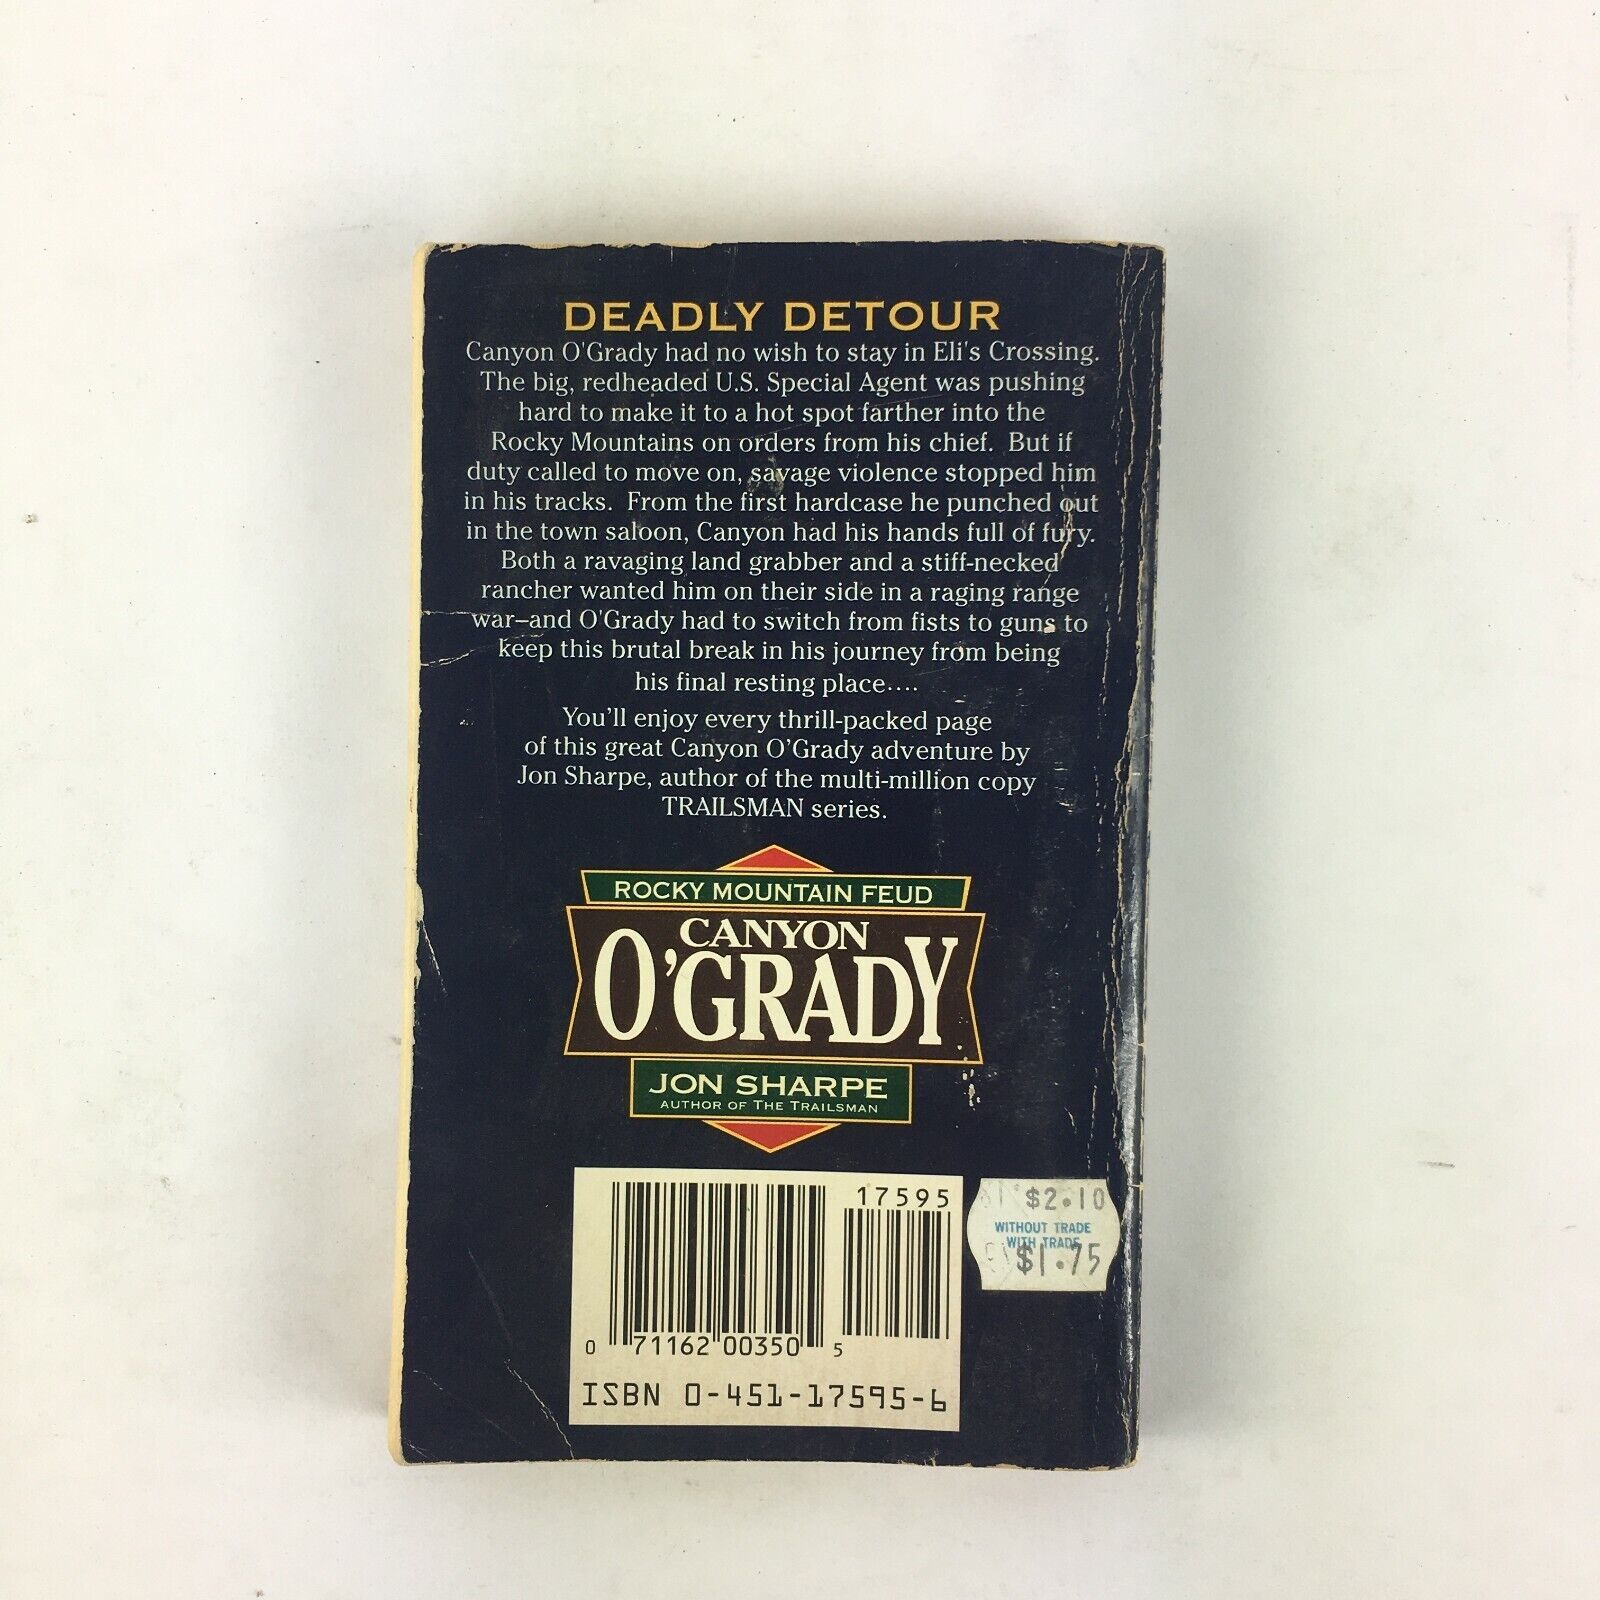 DEADLY DETOUR
Canyon O'Grady had no wish to stay in Eli's Crossing.
The big, redheaded U.S. Special Agent was pushing
hard to make it to a hot spot farther into the
Rocky Mountains on orders from his chief. But if
duty called to move on, savage violence stopped him
in his tracks. From the first hardcase he punched out
in the town saloon, Canyon had his hands full of fury.
Both a ravaging land grabber and a stiff-necked
rancher wanted him on their side in a raging range
war–and O'Grady had to switch from fists to guns to
keep this brutal break in his journey from being
his final resting place....
You'll enjoy every thrill-packed page
of this great Canyon O'Grady adventure by
Jon Sharpe, author of the multi-million copy
TRAILSMAN series.
ROCKY MOUNTAIN FEUD
CANYON
O'GRADY
JON SHARPE
AUTHOR OF THE TRAILSMAN
17595
0 71162 00350 5
ISBN 0-451-17595-6
$2.10
WITHOUT TRADE
WITH TRADE
$1.75